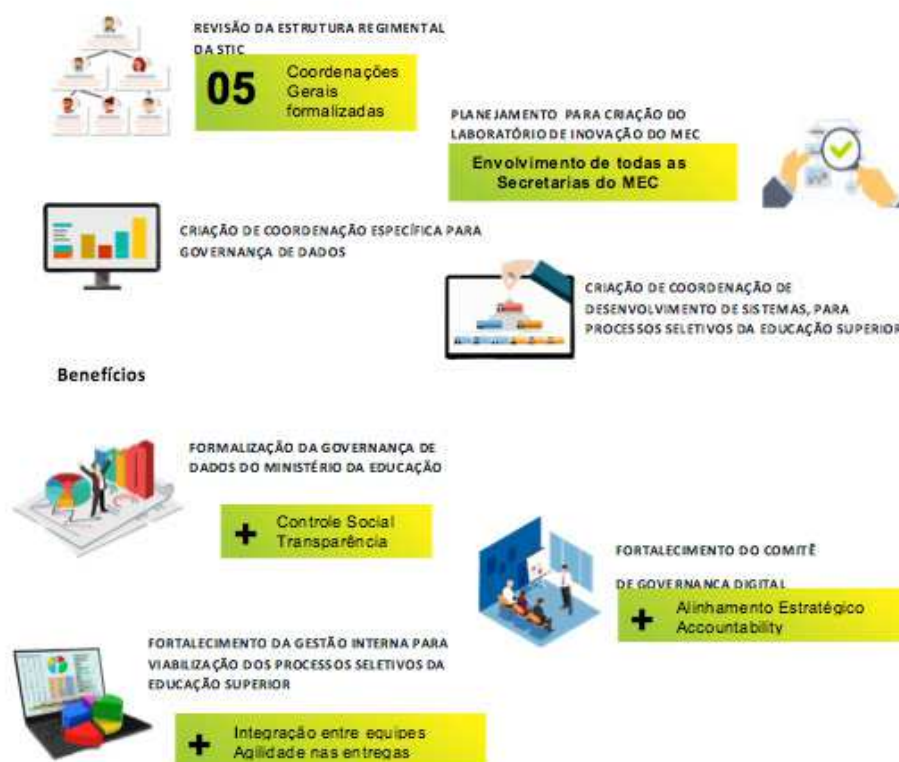 REVISÃO DA ESTRUTURA REGIMENTAL
DA STIC
05
Coordenações
Gerais
formalizadas
PLANEJAMENTO PARA CRIAÇÃO DO
LABORATÓRIO DE INOVAÇÃO DO MEC
Envolvimento de todas as
Secretarias do MEC
CRIAÇÃO DE COORDENAÇÃO ESPECÍFICA PARA
GOVERNANÇA DE DADOS
CRIAÇÃO DE COORDENAÇÃO DE
DESENVOLVIMENTO DE SISTEMAS, PARA
PROCESSOS SELETIVOS DA EDUCAÇÃO SUPERIOR
Benefícios
FORMALIZAÇÃO DA GOVERNANÇA DE
DADOS DO MINISTÉRIO DA EDUCAÇÃO
+ Controle Social
Transparência
FORTALECIMENTO DO COMITÊ
DE GOVERNANCA DIGITAL
+ Alinhamento Estratégico
Accountability
FORTALECIMENTO DA GESTÃO INTERNA PARA
VIABILIZAÇÃO DOS PROCESSOS SELETIVOS DA
EDUCAÇÃO SUPERIOR
+ Integração entre equipes
Agilidade nas entregas